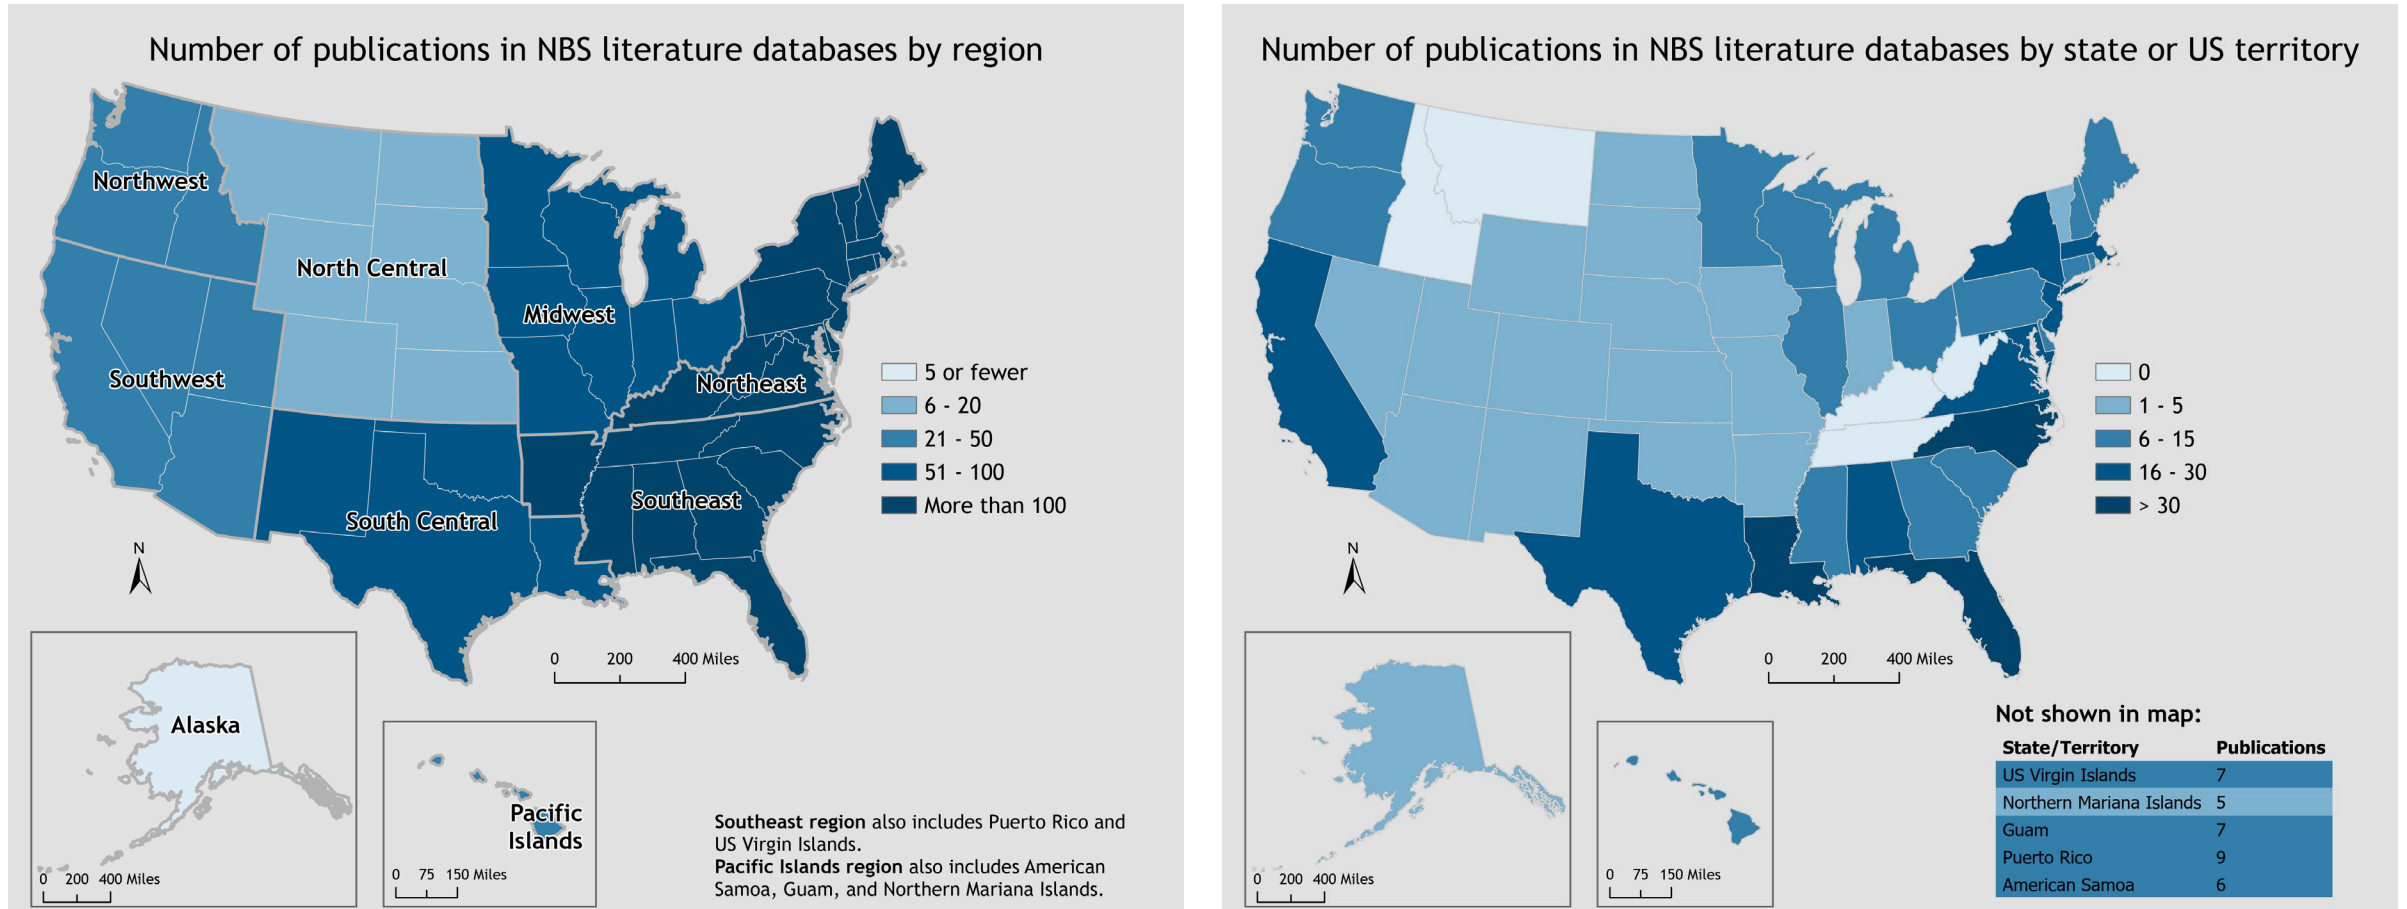 Number of publications in NBS literature databases by region
Northwest
North Central
Midwest
Northeast
Southwest
Southeast
South Central
5 or fewer
6 - 20
21 - 50
51 - 100
More than 100
N
0 200 400 Miles
Alaska
0 200 400 Miles
Pacific
Islands
0 75 150 Miles
Southeast region also includes Puerto Rico and
US Virgin Islands.
Pacific Islands region also includes American
Samoa, Guam, and Northern Mariana Islands.
Number of publications in NBS literature databases by state or US territory
0
1 - 5
6 - 15
16 - 30
> 30
N
0 200 400 Miles
0 200 400 Miles
0 75 150 Miles
Not shown in map:
State/Territory Publications
US Virgin Islands 7
Northern Mariana Islands 5
Guam 7
Puerto Rico 9
American Samoa 6